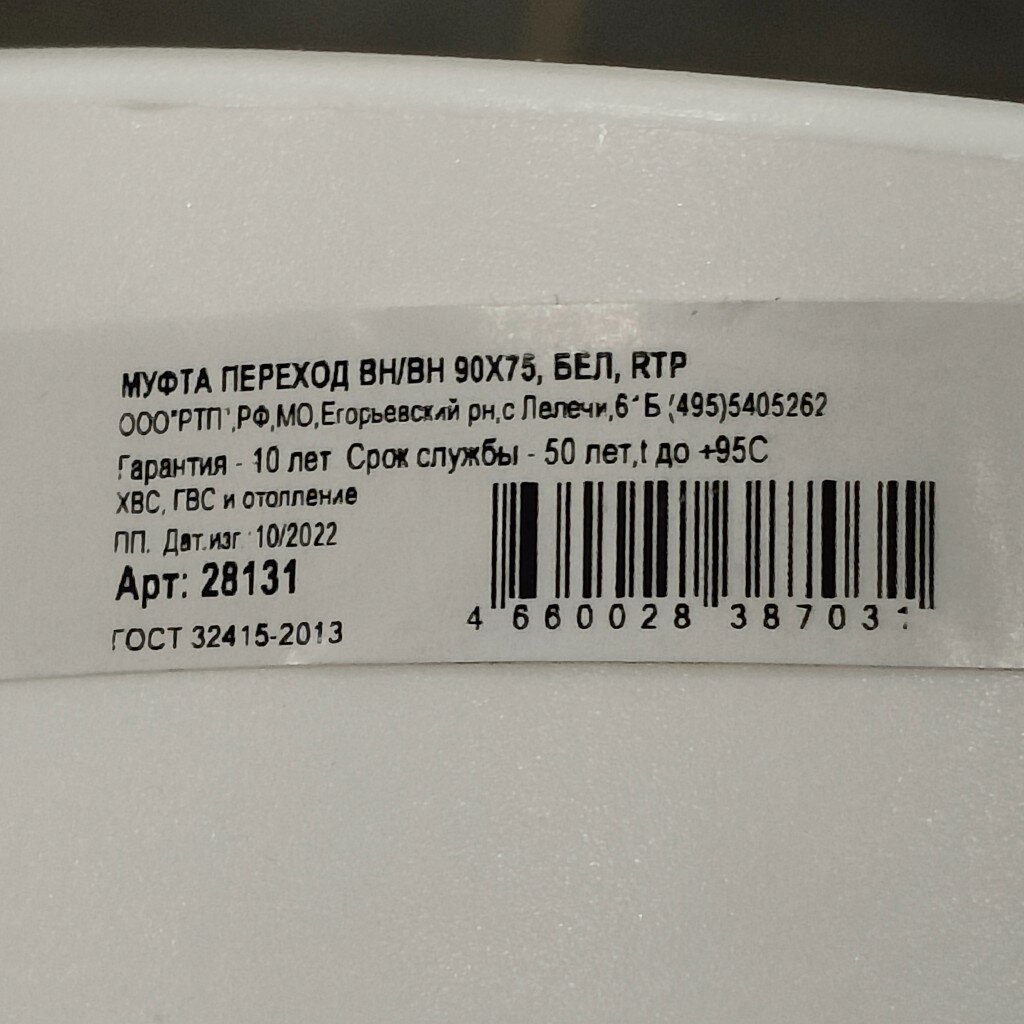 МУФТА ПЕРЕХОД ВН/ВН 90Х75, БЕЛ, RTP
ООО"РТП",РФ,МО,Егорьевский рн,с Лелечи,6 Б (495)5405262
Гарантия - 10 лет Срок службы - 50 лет,t до +95С
ХВС, ГВС и отопление
ПП. Дат.изг 10/2022
Арт: 28131
ГОСТ 32415-2013
4 660028 387031